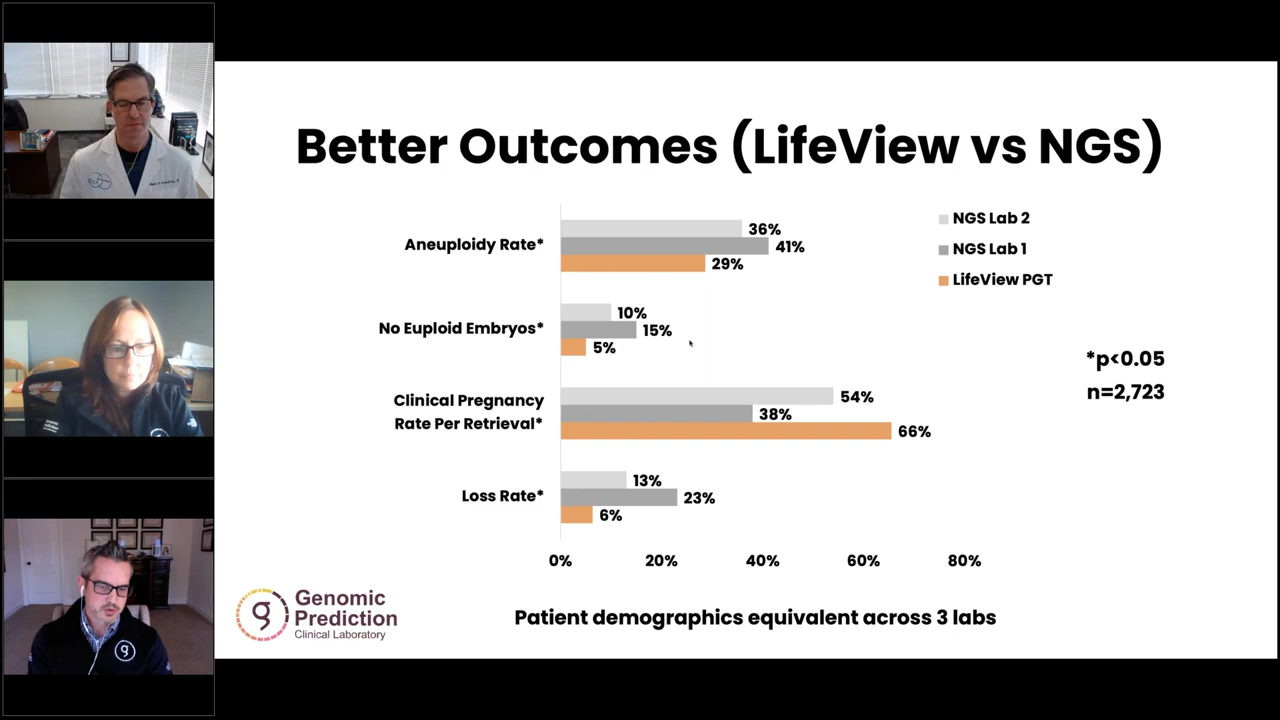 Better Outcomes (LifeView vs NGS)
NGS Lab 2
NGS Lab 1
LifeView PGT
Aneuploidy Rate*
36%
41%
29%
No Euploid Embryos*
10%
15%
5%
Clinical Pregnancy
Rate Per Retrieval*
54%
38%
66%
Loss Rate*
13%
23%
6%
0% 20% 40% 60% 80%
*p<0.05
n=2,723
Genomic
Prediction
Clinical Laboratory
Patient demographics equivalent across 3 labs